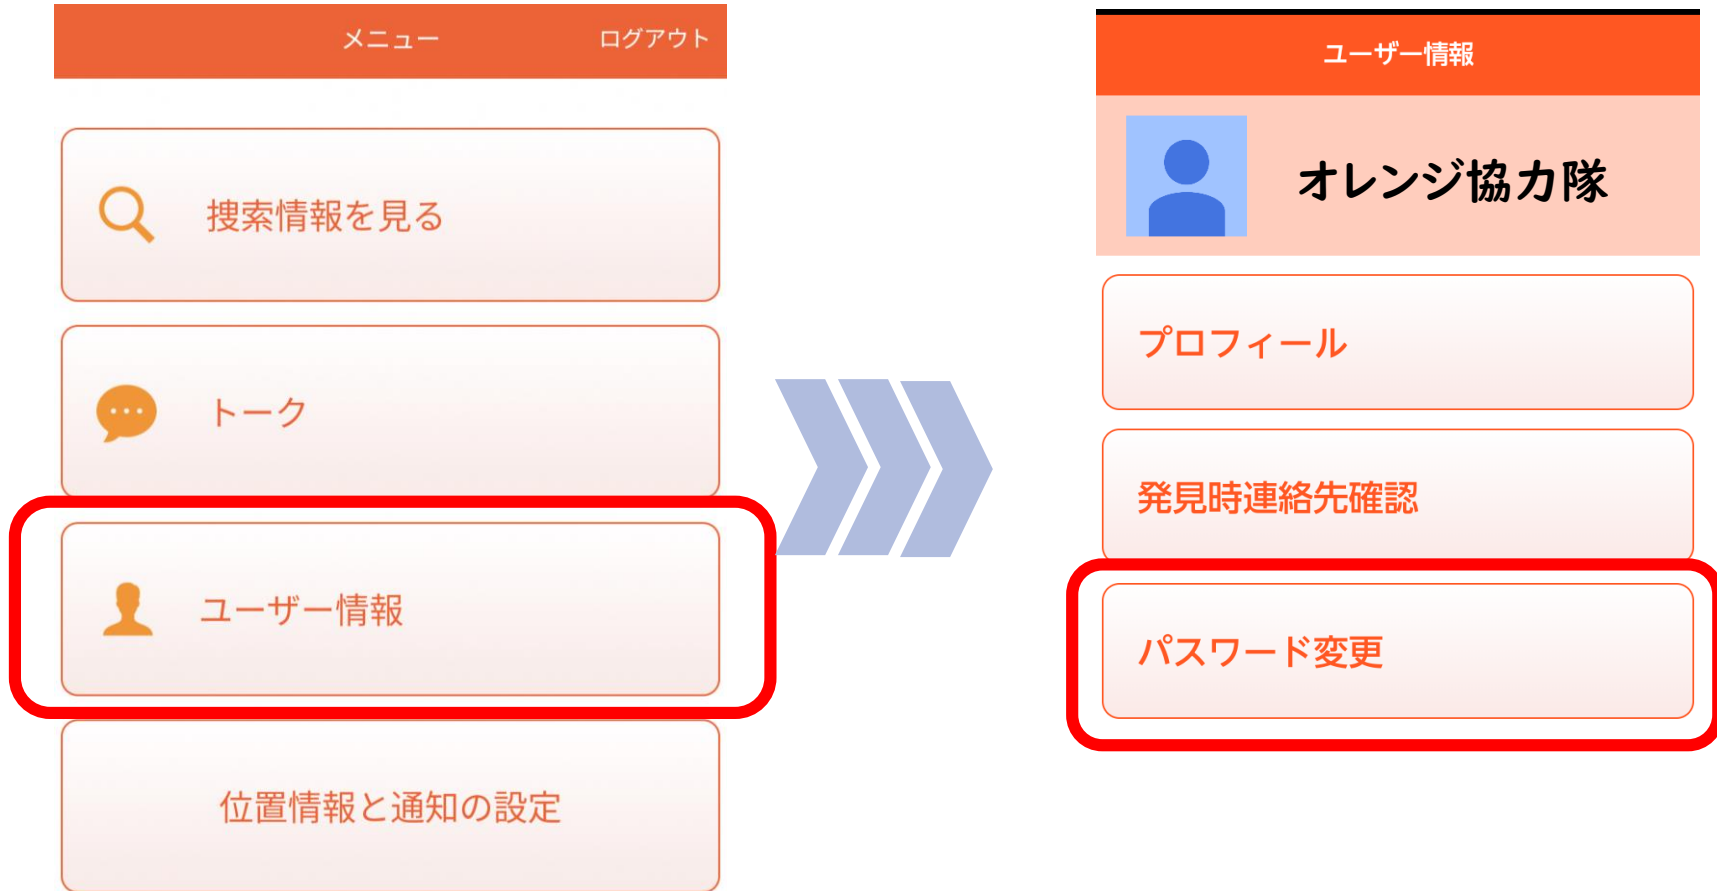 メニュー
ログアウト
捜索情報を見る
トーク
ユーザー情報
位置情報と通知の設定
ユーザー情報
オレンジ協力隊
プロフィール
発見時連絡先確認
パスワード変更